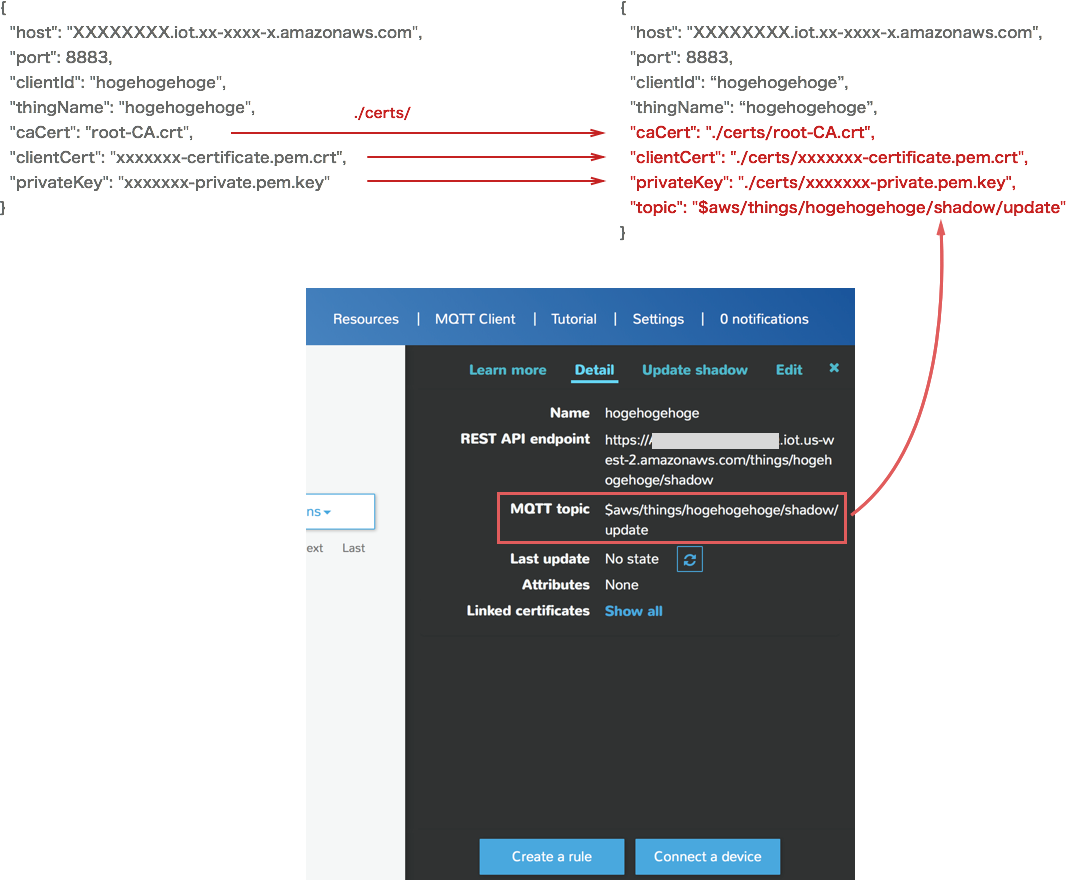 {
"host": "XXXXXXXX.iot.xx-xxxx-x.amazonaws.com",
"port": 8883,
"clientId": "hogehogehoge",
"thingName": "hogehogehoge",
"caCert": "root-CA.crt",
"clientCert": "xxxxxxx-certificate.pem.crt",
"privateKey": "xxxxxxx-private.pem.key"
}
./certs/
{
"host": "XXXXXXXX.iot.xx-xxxx-x.amazonaws.com",
"port": 8883,
"clientId": “hogehogehoge”,
"thingName": “hogehogehoge”,
"caCert": "./certs/root-CA.crt",
"clientCert": "./certs/xxxxxxx-certificate.pem.crt",
"privateKey": "./certs/xxxxxxx-private.pem.key",
"topic": "$aws/things/hogehogehoge/shadow/update"
}
Resources | MQTT Client | Tutorial | Settings | 0 notifications
Learn more Detail Update shadow Edit ×
Name hogehogehoge
REST API endpoint https:// .iot.us-w
est-2.amazonaws.com/things/hogeh
ogehoge/shadow
MQTT topic $aws/things/hogehogehoge/shadow/
update
Last update No state
Attributes None
Linked certificates Show all
ns
ext Last
Create a rule Connect a device